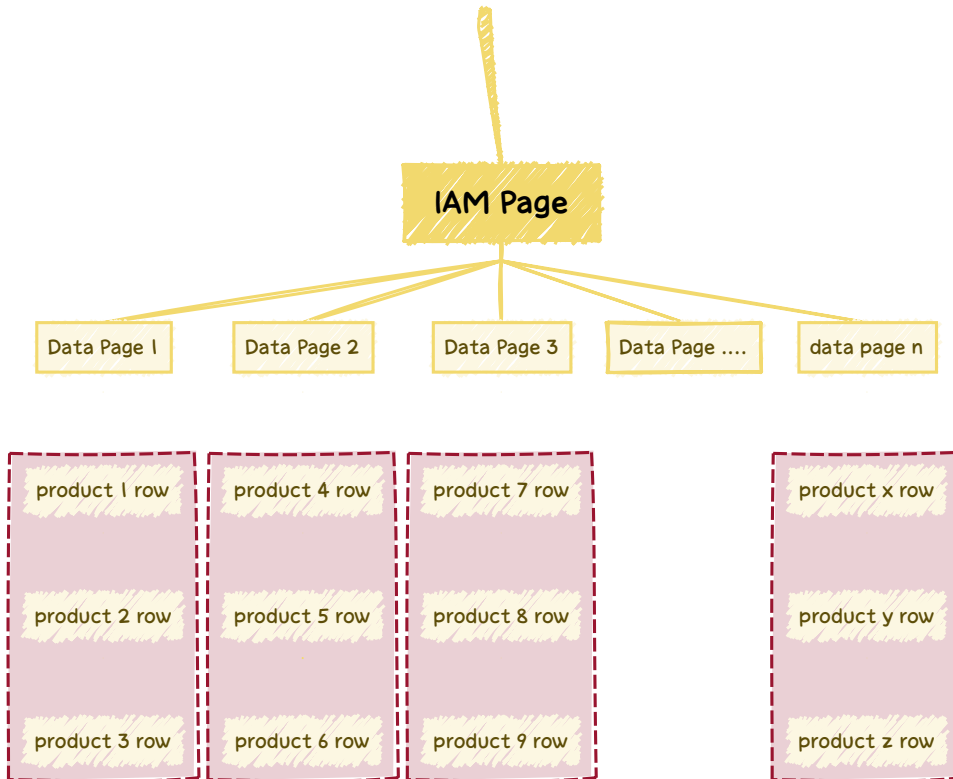 IAM Page
Data Page 1
Data Page 2
Data Page 3
Data Page ....
data page n
product 1 row
product 4 row
product 7 row
product x row
product 2 row
product 5 row
product 8 row
product y row
product 3 row
product 6 row
product 9 row
product z row